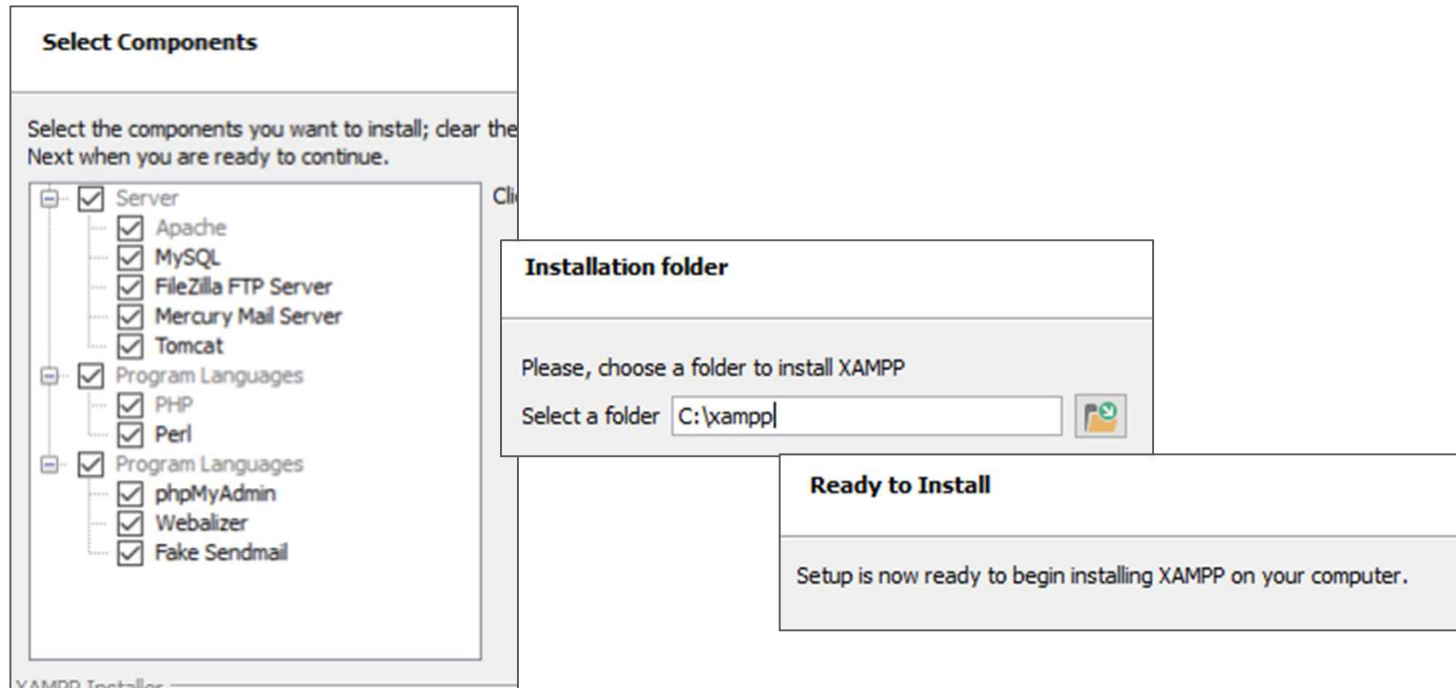 Select Components
Select the components you want to install; clear the
Next when you are ready to continue.
Server
Apache
MySQL
FileZilla FTP Server
Mercury Mail Server
Tomcat
Program Languages
PHP
Perl
Program Languages
phpMyAdmin
Webalizer
Fake Sendmail
Cli
XAMPP Installer
Installation folder
Please, choose a folder to install XAMPP
Select a folder C:\xampp
Ready to Install
Setup is now ready to begin installing XAMPP on your computer.